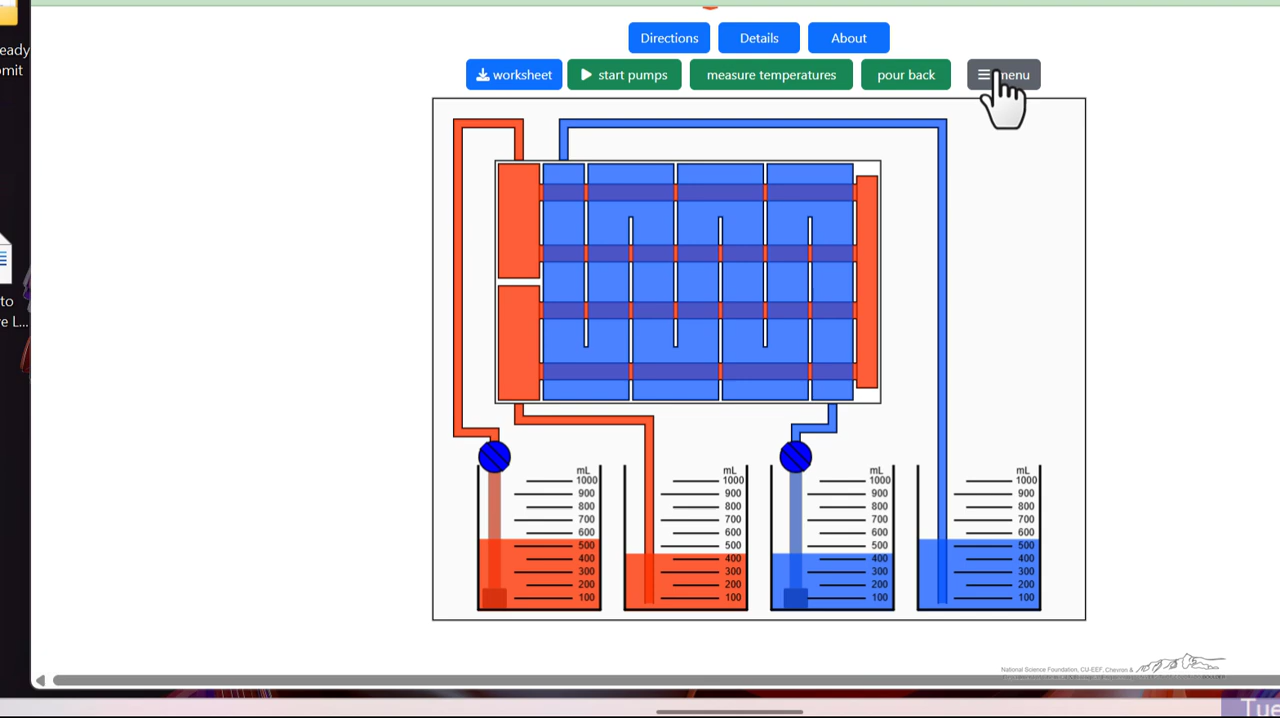 Directions Details About
worksheet start pumps measure temperatures pour back menu
eady
mit
to
e L...
mL mL mL mL
1000 1000 1000 1000
900 900 900 900
800 800 800 800
700 700 700 700
600 600 600 600
500 500 500 500
400 400 400 400
300 300 300 300
200 200 200 200
100 100 100 100
National Science Foundation, CU-EEF, Chevron &
Tue